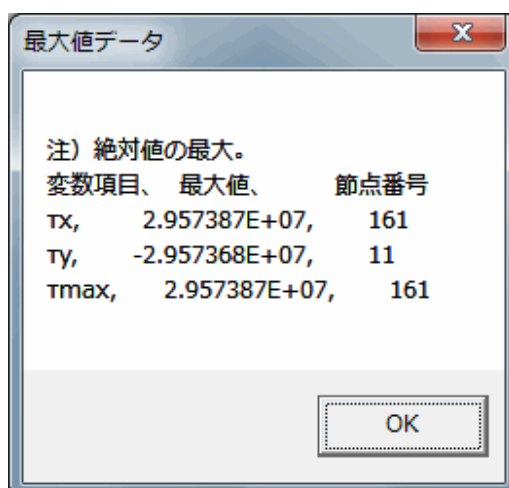 最大値データ
x
注）絶対値の最大。
変数項目、 最大値、 節点番号
τx, 2.957387E+07, 161
τy, -2.957368E+07, 11
τmax, 2.957387E+07, 161
OK